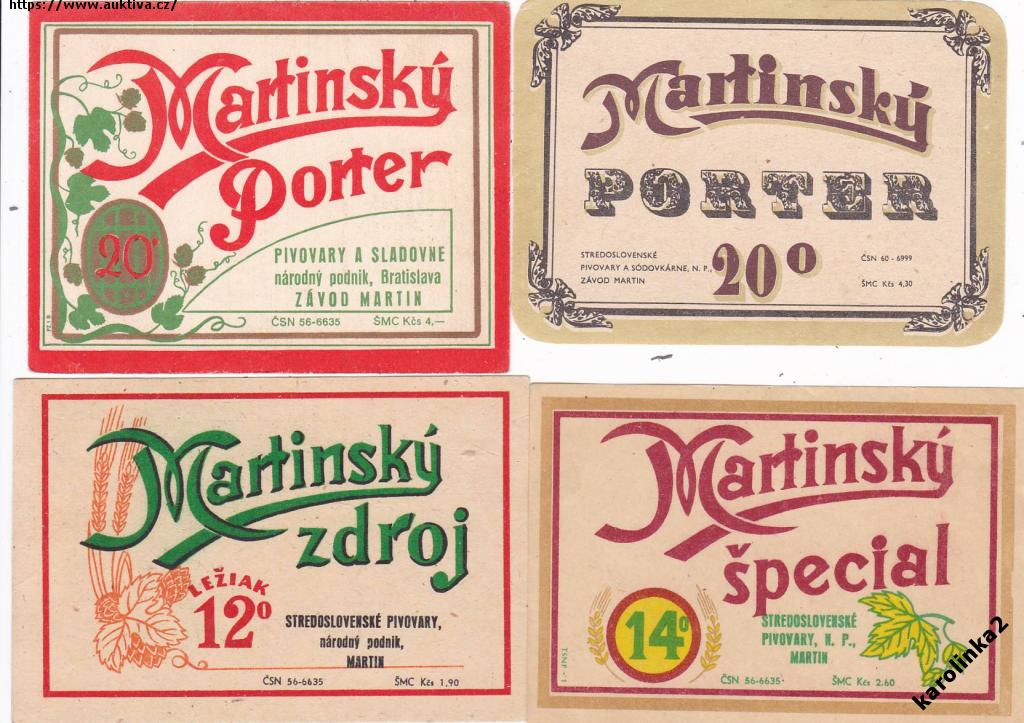 https://www.auktiva.cz/
Martinský
Porter
20°
PIVOVARY A SLADOVNE
národný podnik, Bratislava
ZÁVOD MARTIN
ČSN 56-6635 ŠMC Kčs 4,—
Martinský
PORTER
STREDOSLOVENSKÉ
PIVOVARY A SÓDOVKÁRNE, N. P.,
ZÁVOD MARTIN
20°
ČSN 60 - 6999
ŠMC Kčs 4,30
Martinský
zdroj
LEŽIAK
12°
STREDOSLOVENSKÉ PIVOVARY,
národný podnik,
MARTIN
ČSN 56-6635 ŠMC Kčs 1,90
Martinský
špecial
14°
STREDOSLOVENSKÉ
PIVOVARY, N. P.,
MARTIN
TSNP - 1
ČSN 56-6635 ŠMC Kčs 2.60
karolinka2